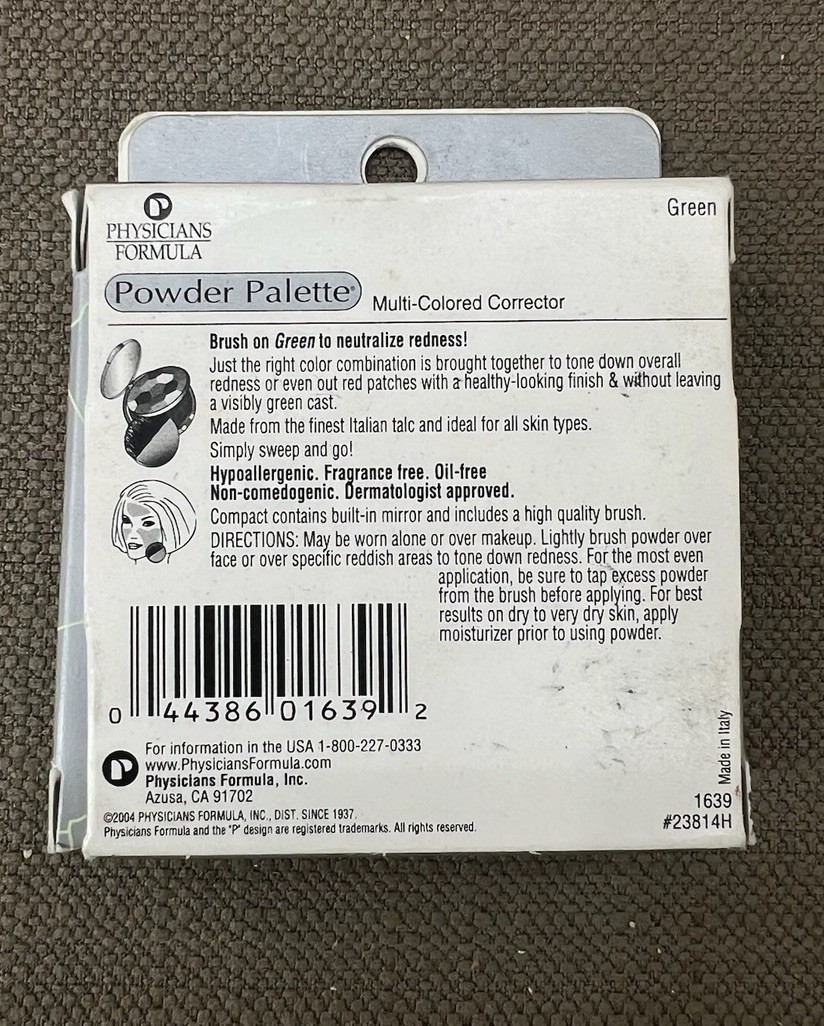 PHYSICIANS
FORMULA
Green
Powder Palette®
Multi-Colored Corrector
Brush on Green to neutralize redness!
Just the right color combination is brought together to tone down overall
redness or even out red patches with a healthy-looking finish & without leaving
a visibly green cast.
Made from the finest Italian talc and ideal for all skin types.
Simply sweep and go!
Hypoallergenic. Fragrance free. Oil-free
Non-comedogenic. Dermatologist approved.
Compact contains built-in mirror and includes a high quality brush.
DIRECTIONS: May be worn alone or over makeup. Lightly brush powder over
face or over specific reddish areas to tone down redness. For the most even
application, be sure to tap excess powder
from the brush before applying. For best
results on dry to very dry skin, apply
moisturizer prior to using powder.
0 44386 01639 2
For information in the USA 1-800-227-0333
www.PhysiciansFormula.com
Physicians Formula, Inc.
Azusa, CA 91702
©2004 PHYSICIANS FORMULA, INC., DIST. SINCE 1937.
Physicians Formula and the "P" design are registered trademarks. All rights reserved.
Made in Italy
1639
#23814H